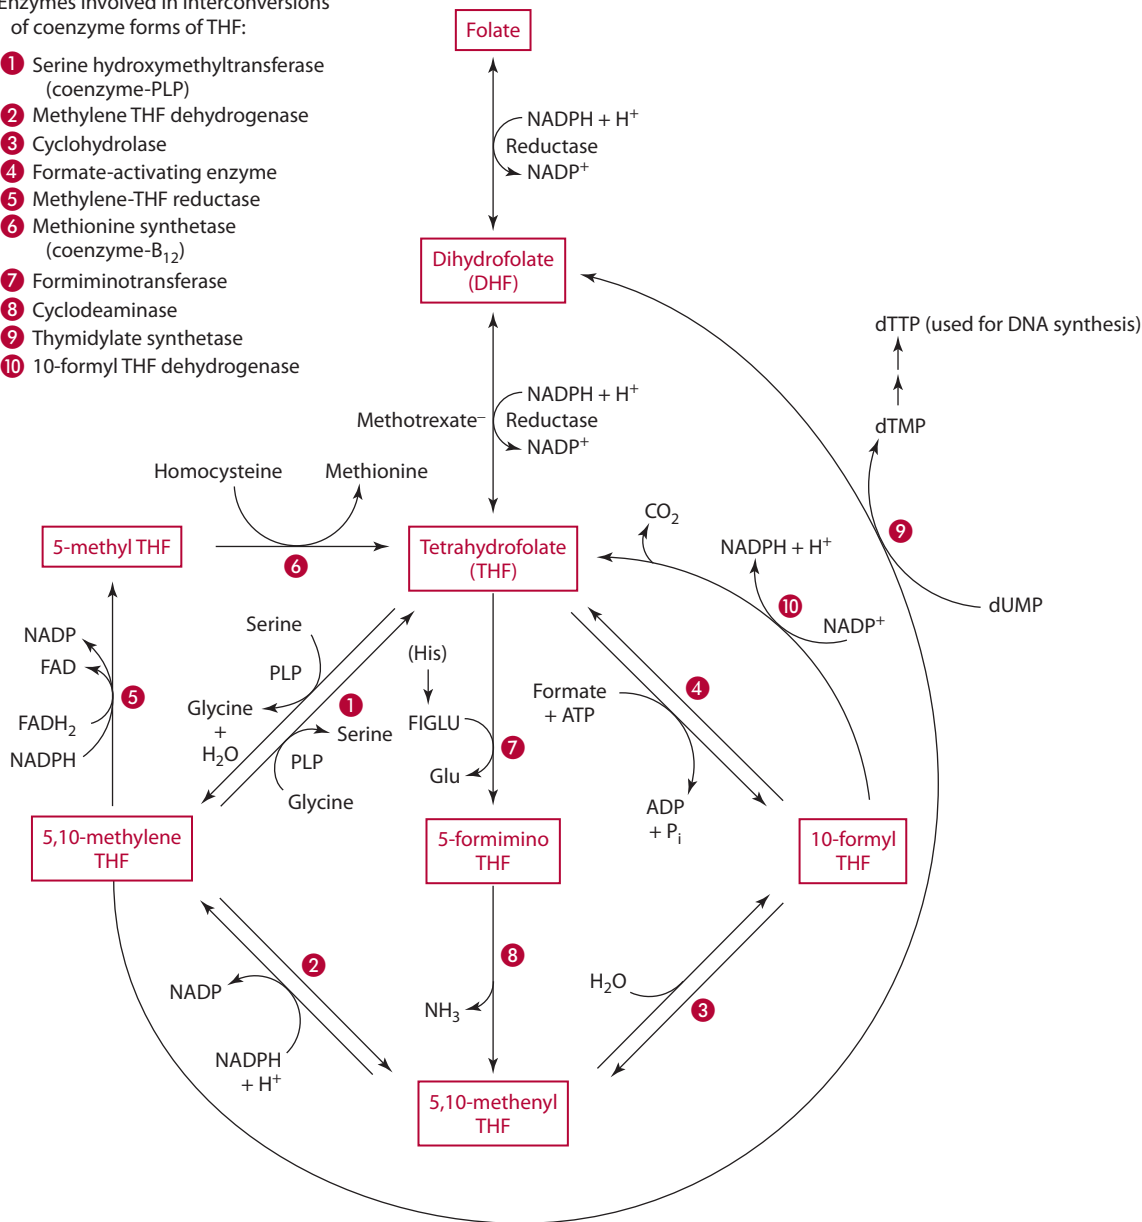 Enzymes involved in interconversions
of coenzyme forms of THF:
1 Serine hydroxymethyltransferase
(coenzyme-PLP)
2 Methylene THF dehydrogenase
3 Cyclohydrolase
4 Formate-activating enzyme
5 Methylene-THF reductase
6 Methionine synthetase
(coenzyme-B₁₂)
7 Formiminotransferase
8 Cyclodeaminase
9 Thymidylate synthetase
10 10-formyl THF dehydrogenase
Folate
NADPH + H⁺
Reductase
NADP⁺
Dihydrofolate
(DHF)
dTTP (used for DNA synthesis)
dTMP
9
dUMP
NADPH + H⁺
Methotrexate⁻ Reductase
NADP⁺
Homocysteine Methionine
5-methyl THF
6
Tetrahydrofolate
(THF)
CO₂
NADPH + H⁺
10
NADP⁺
NADP
FAD
5
FADH₂
NADPH
Serine
PLP
Glycine
+
H₂O
1
Serine
PLP
Glycine
(His)
FIGLU
7
Glu
Formate
+ ATP
4
ADP
+ Pᵢ
5,10-methylene
THF
5-formimino
THF
10-formyl
THF
2
NADP
NADPH
+ H⁺
8
NH₃
H₂O
3
5,10-methenyl
THF